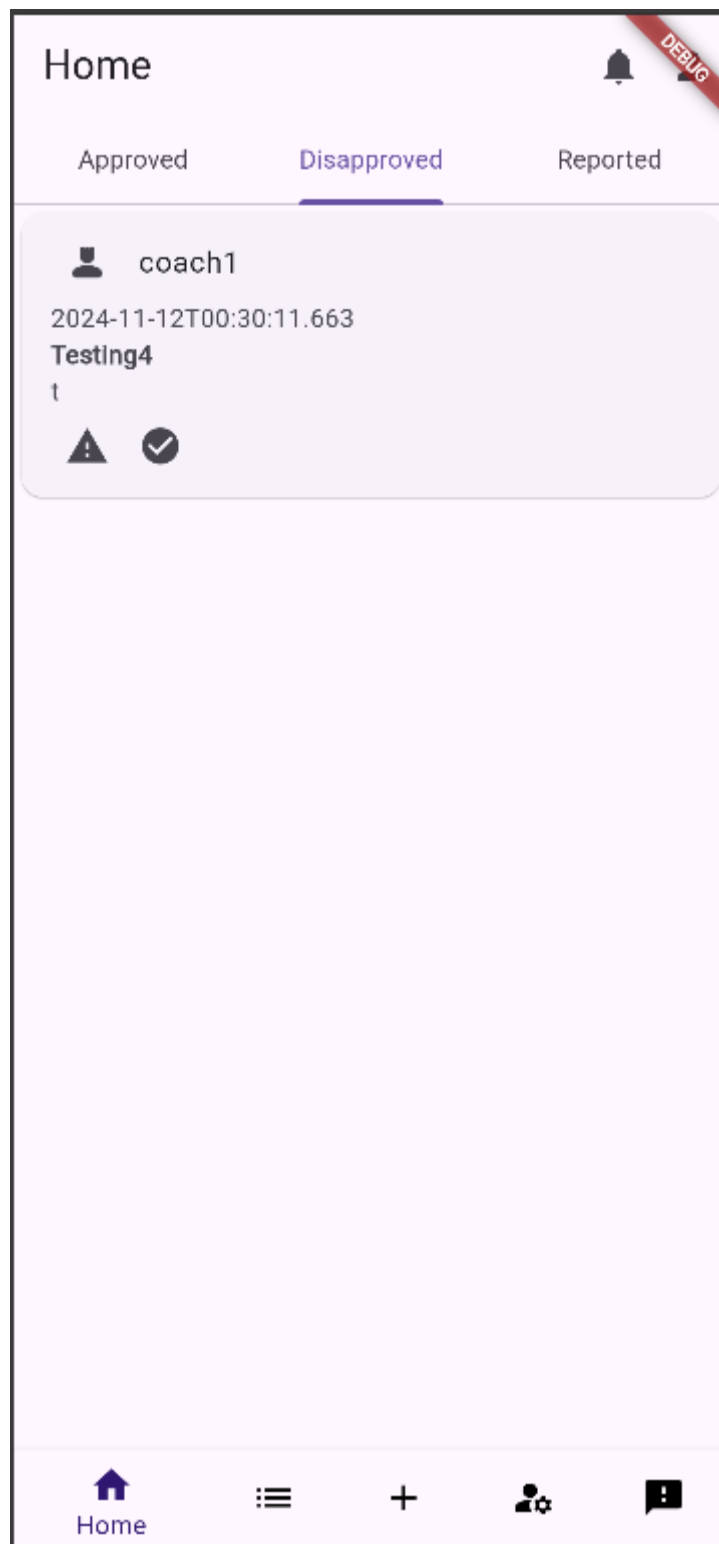 Home
DEBUG
Approved
Disapproved
Reported
coach1
2024-11-12T00:30:11.663
Testing4
t
Home